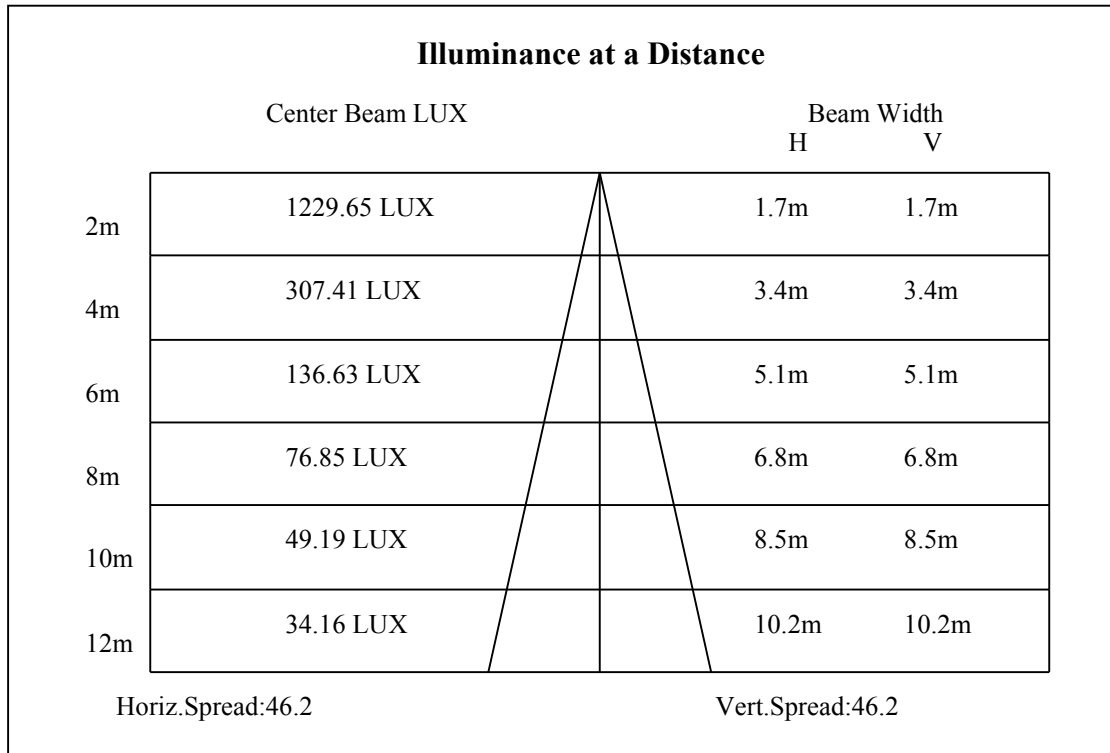 Illuminance at a Distance
Center Beam LUX Beam Width
H V
2m 1229.65 LUX 1.7m 1.7m
4m 307.41 LUX 3.4m 3.4m
6m 136.63 LUX 5.1m 5.1m
8m 76.85 LUX 6.8m 6.8m
10m 49.19 LUX 8.5m 8.5m
12m 34.16 LUX 10.2m 10.2m
Horiz.Spread:46.2 Vert.Spread:46.2